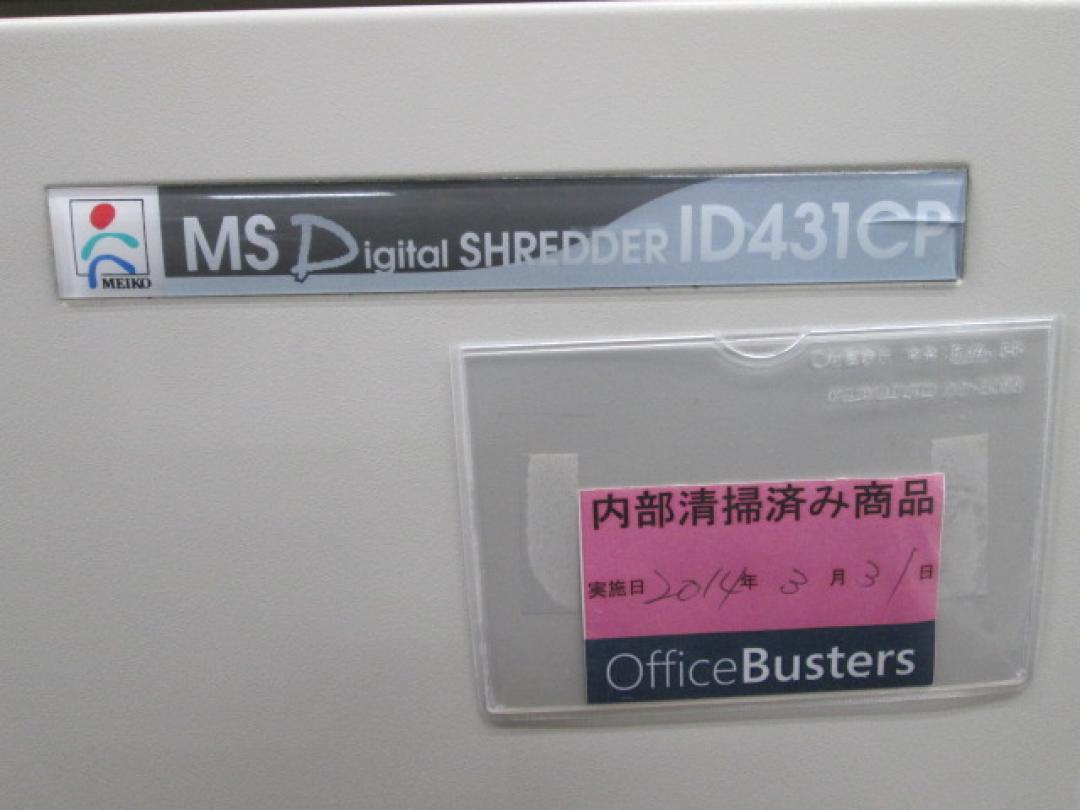 MEIKO
MS Digital SHREDDER ID431CP
内部清掃済み商品
実施日 2014年 3月31日
OfficeBusters